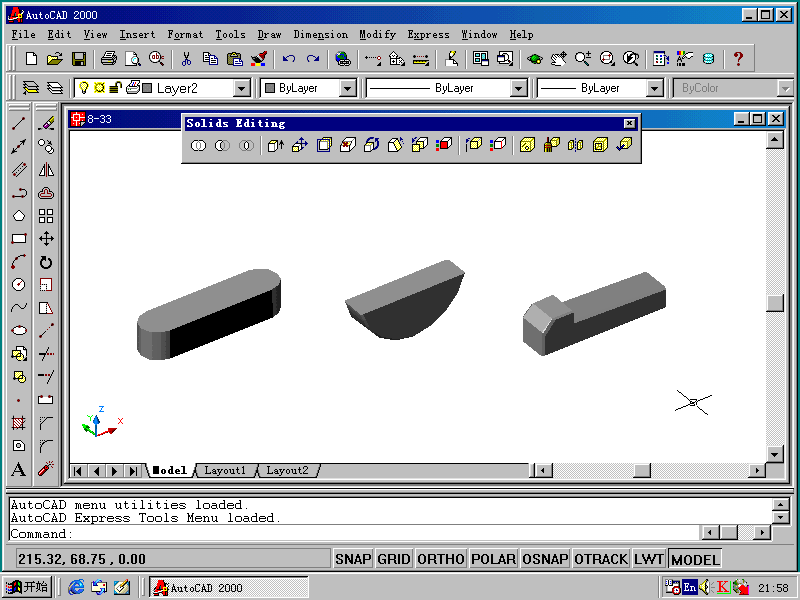 AutoCAD 2000
File Edit View Insert Format Tools Draw Dimension Modify Express Window Help
Layer2 ByLayer ByLayer ByLayer ByColor
8-33
Solids Editing
Z
Y X
Model Layout1 Layout2
AutoCAD menu utilities loaded.
AutoCAD Express Tools Menu loaded.
Command:
215.32, 68.75 , 0.00 SNAP GRID ORTHO POLAR OSNAP OTRACK LWT MODEL
开始 AutoCAD 2000 En 21:58